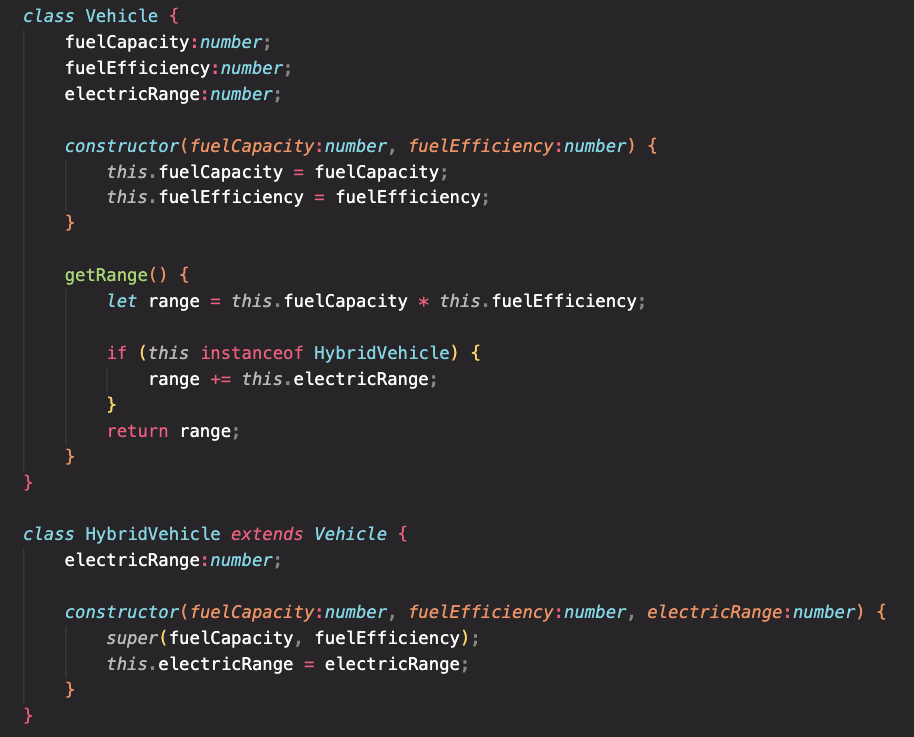 class Vehicle {
    fuelCapacity:number;
    fuelEfficiency:number;
    electricRange:number;

    constructor(fuelCapacity:number, fuelEfficiency:number) {
        this.fuelCapacity = fuelCapacity;
        this.fuelEfficiency = fuelEfficiency;
    }

    getRange() {
        let range = this.fuelCapacity * this.fuelEfficiency;

        if (this instanceof HybridVehicle) {
            range += this.electricRange;
        }
        return range;
    }
}

class HybridVehicle extends Vehicle {
    electricRange:number;

    constructor(fuelCapacity:number, fuelEfficiency:number, electricRange:number) {
        super(fuelCapacity, fuelEfficiency);
        this.electricRange = electricRange;
    }
}